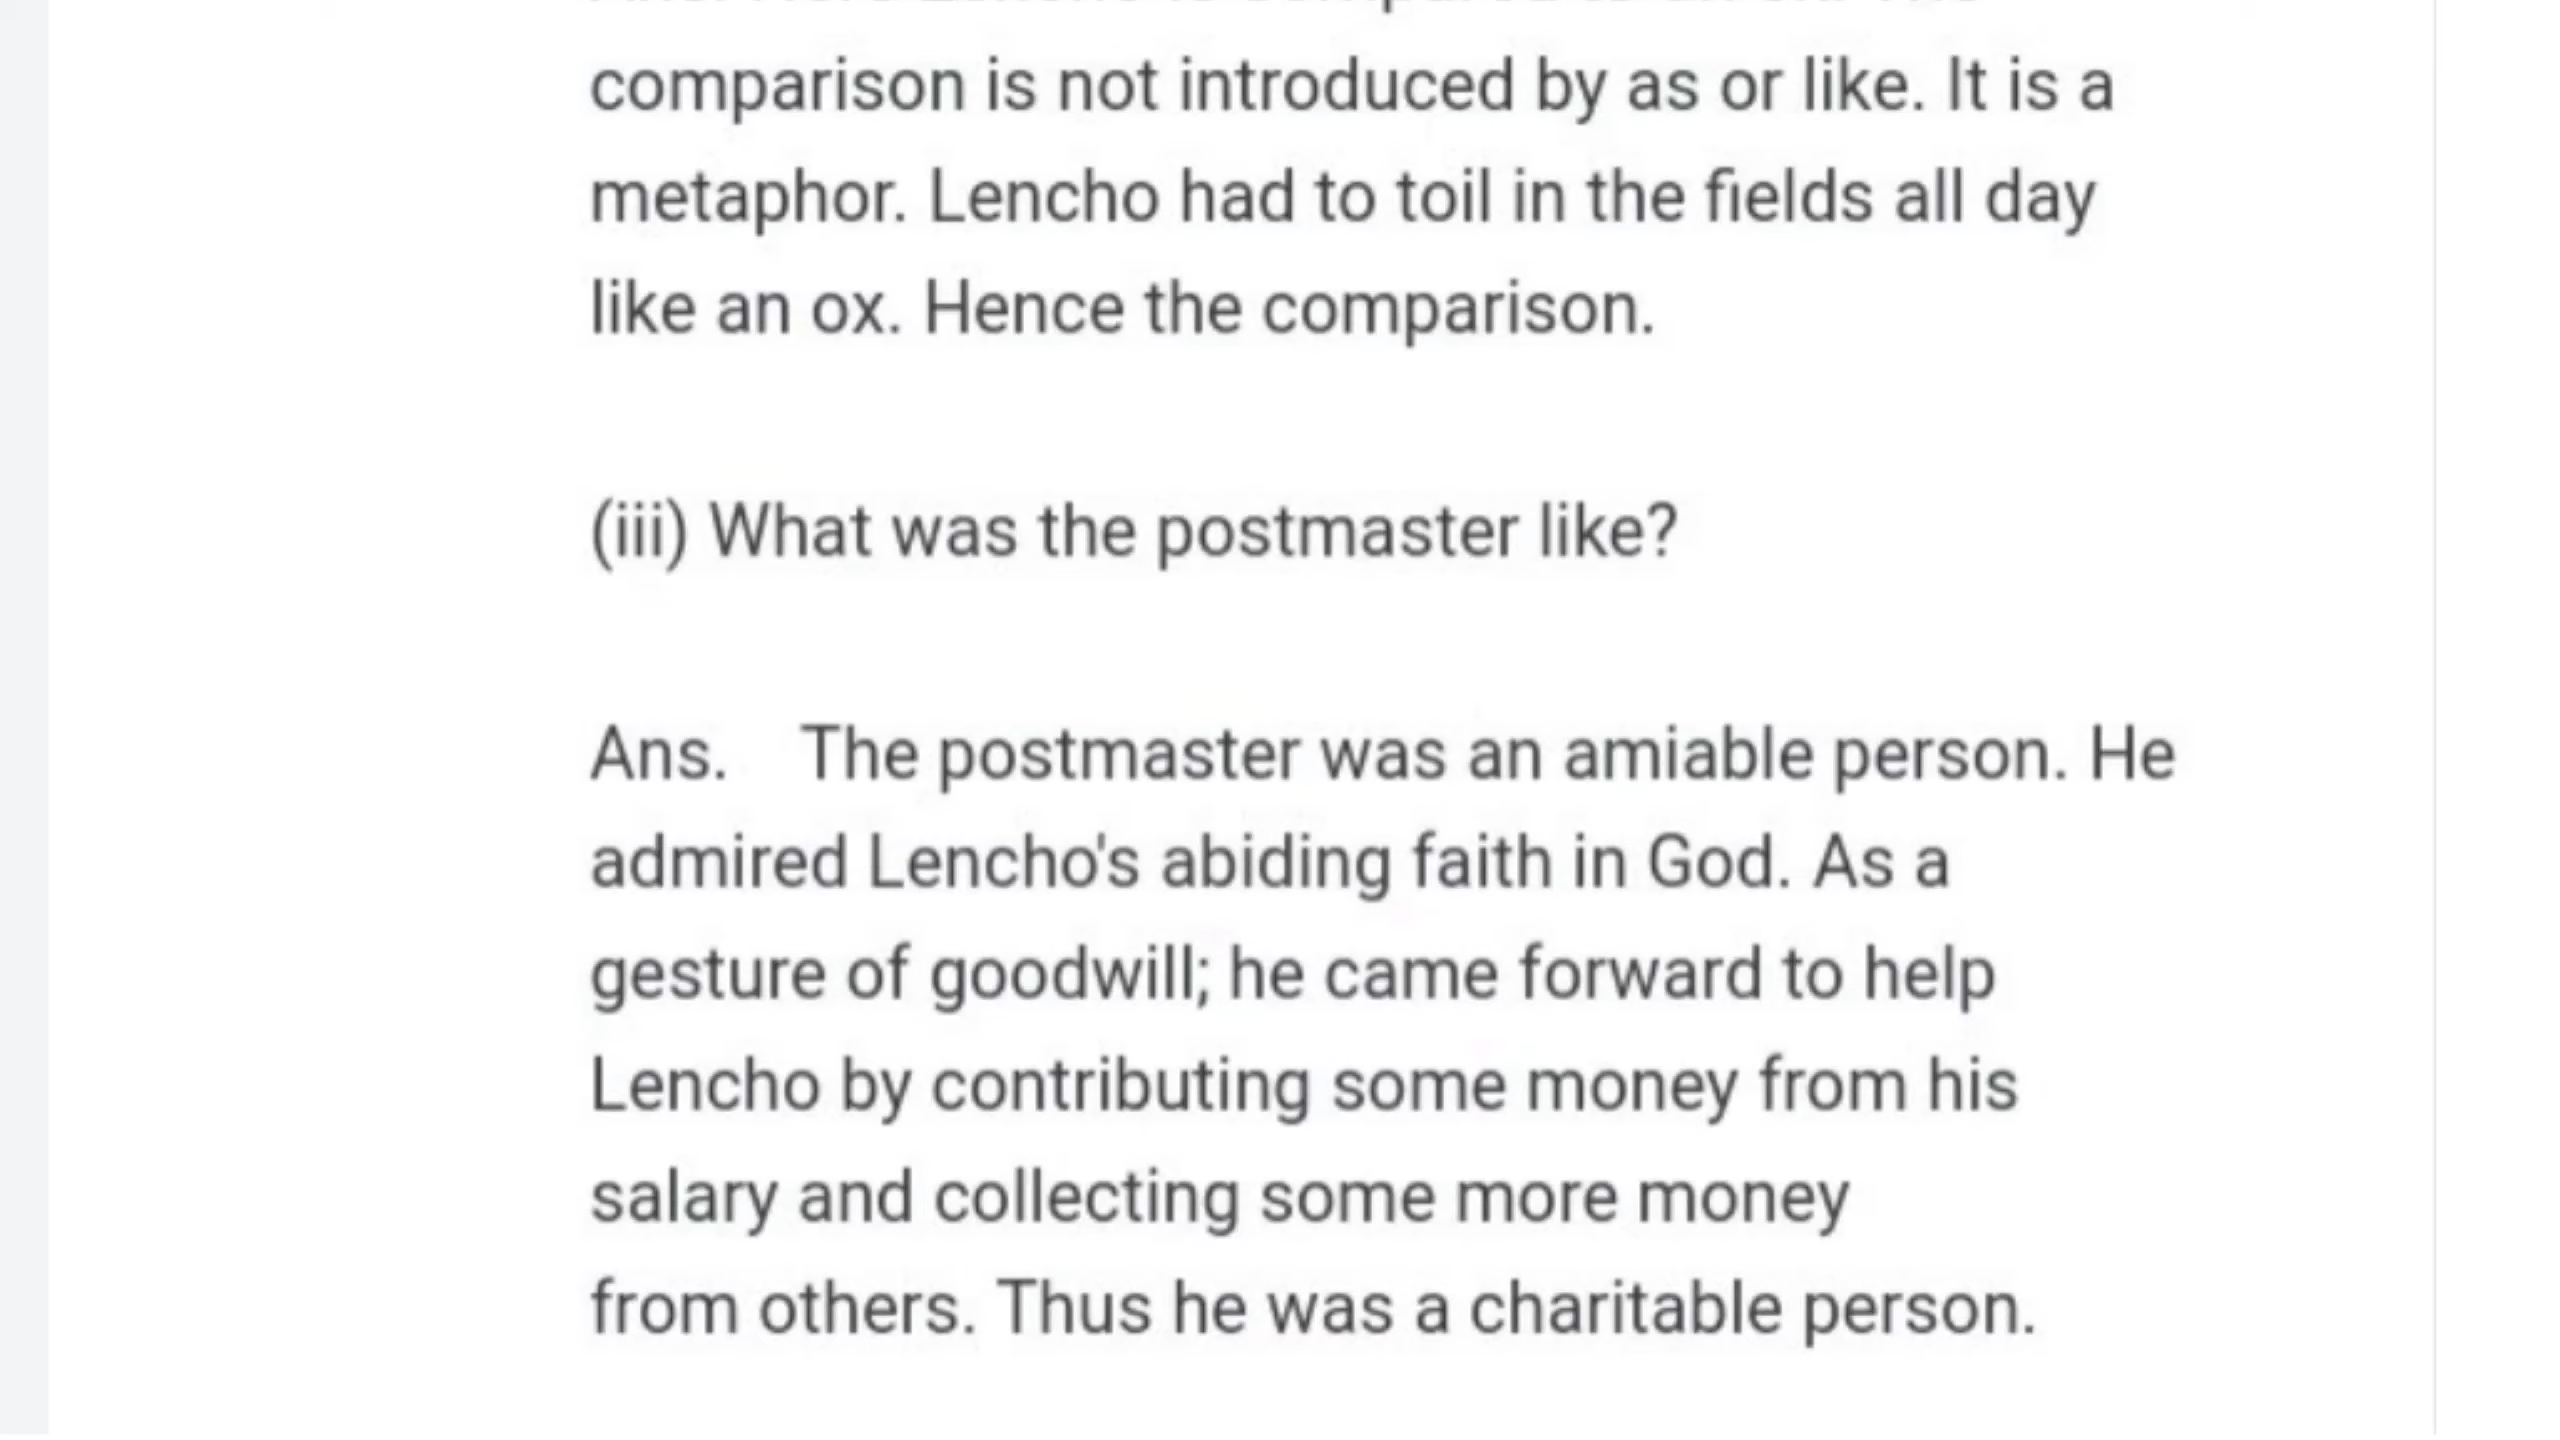 comparison is not introduced by as or like. It is a
metaphor. Lencho had to toil in the fields all day
like an ox. Hence the comparison.
(iii) What was the postmaster like?
Ans. The postmaster was an amiable person. He
admired Lencho's abiding faith in God. As a
gesture of goodwill; he came forward to help
Lencho by contributing some money from his
salary and collecting some more money
from others. Thus he was a charitable person.